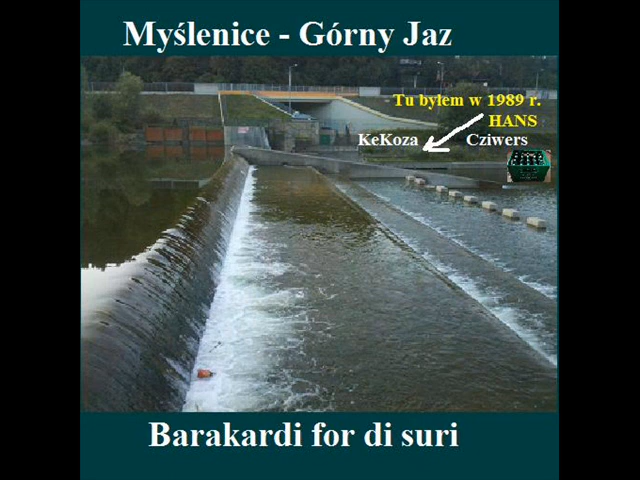 Myślenice - Górny Jaz
Tu byłem w 1989 r.
HANS
KeKoza Cziwers
Barakardi for di suri